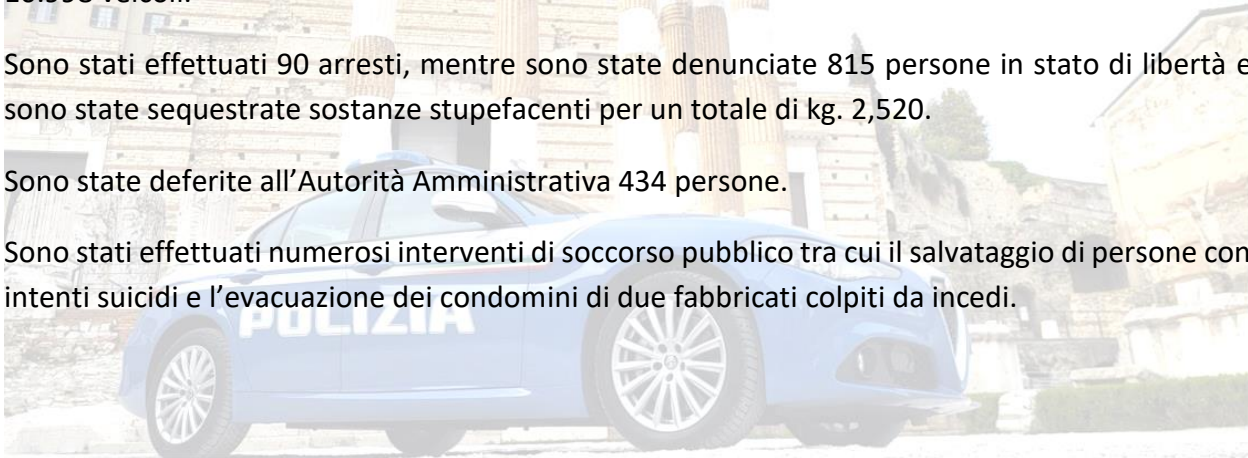 Sono stati effettuati 90 arresti, mentre sono state denunciate 815 persone in stato di libertà e
sono state sequestrate sostanze stupefacenti per un totale di kg. 2,520.
Sono state deferite all’Autorità Amministrativa 434 persone.
Sono stati effettuati numerosi interventi di soccorso pubblico tra cui il salvataggio di persone con
intenti suicidi e l’evacuazione dei condomini di due fabbricati colpiti da incedi.
POLIZIA